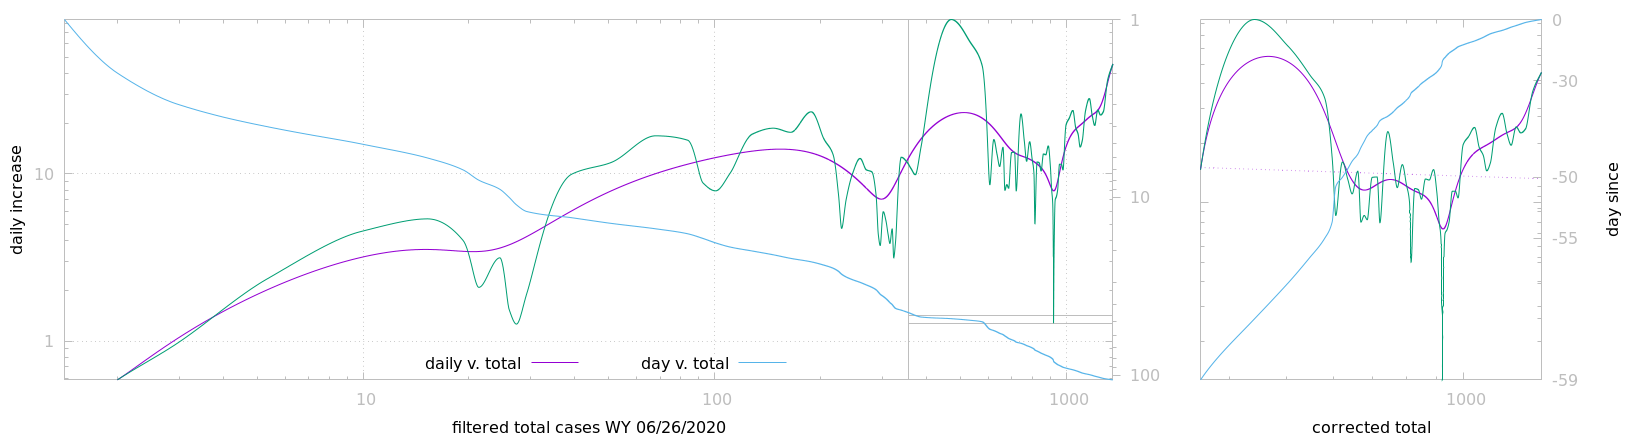 daily increase
10
1
daily v. total
day v. total
10
100
1000
filtered total cases WY 06/26/2020
1
10
100
0
-30
-50
-55
-59
day since
1000
corrected total